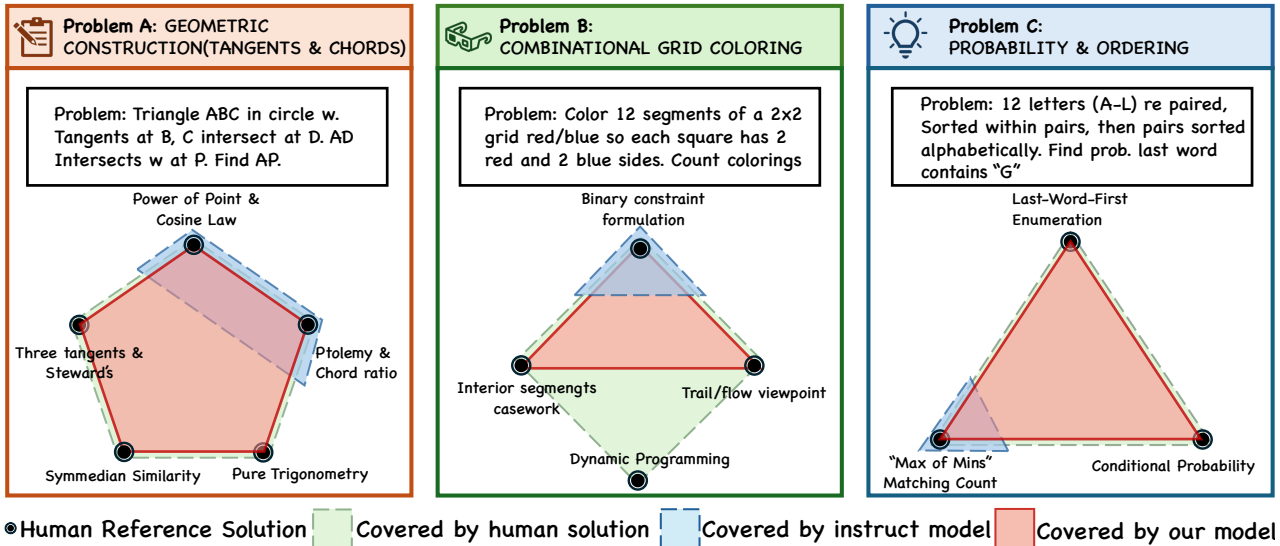 Problem A: GEOMETRIC
CONSTRUCTION(TANGENTS & CHORDS)
Problem: Triangle ABC in circle w.
Tangents at B, C intersect at D. AD
Intersects w at P. Find AP.
Power of Point &
Cosine Law
Three tangents &
Steward's
Ptolemy &
Chord ratio
Symmedian Similarity
Pure Trigonometry
Problem B:
COMBINATIONAL GRID COLORING
Problem: Color 12 segments of a 2x2
grid red/blue so each square has 2
red and 2 blue sides. Count colorings
Binary constraint
formulation
Interior segmengts
casework
Trail/flow viewpoint
Dynamic Programming
Problem C:
PROBABILITY & ORDERING
Problem: 12 letters (A-L) re paired,
Sorted within pairs, then pairs sorted
alphabetically. Find prob. last word
contains "G"
Last-Word-First
Enumeration
"Max of Mins"
Matching Count
Conditional Probability
Human Reference Solution
Covered by human solution
Covered by instruct model
Covered by our model